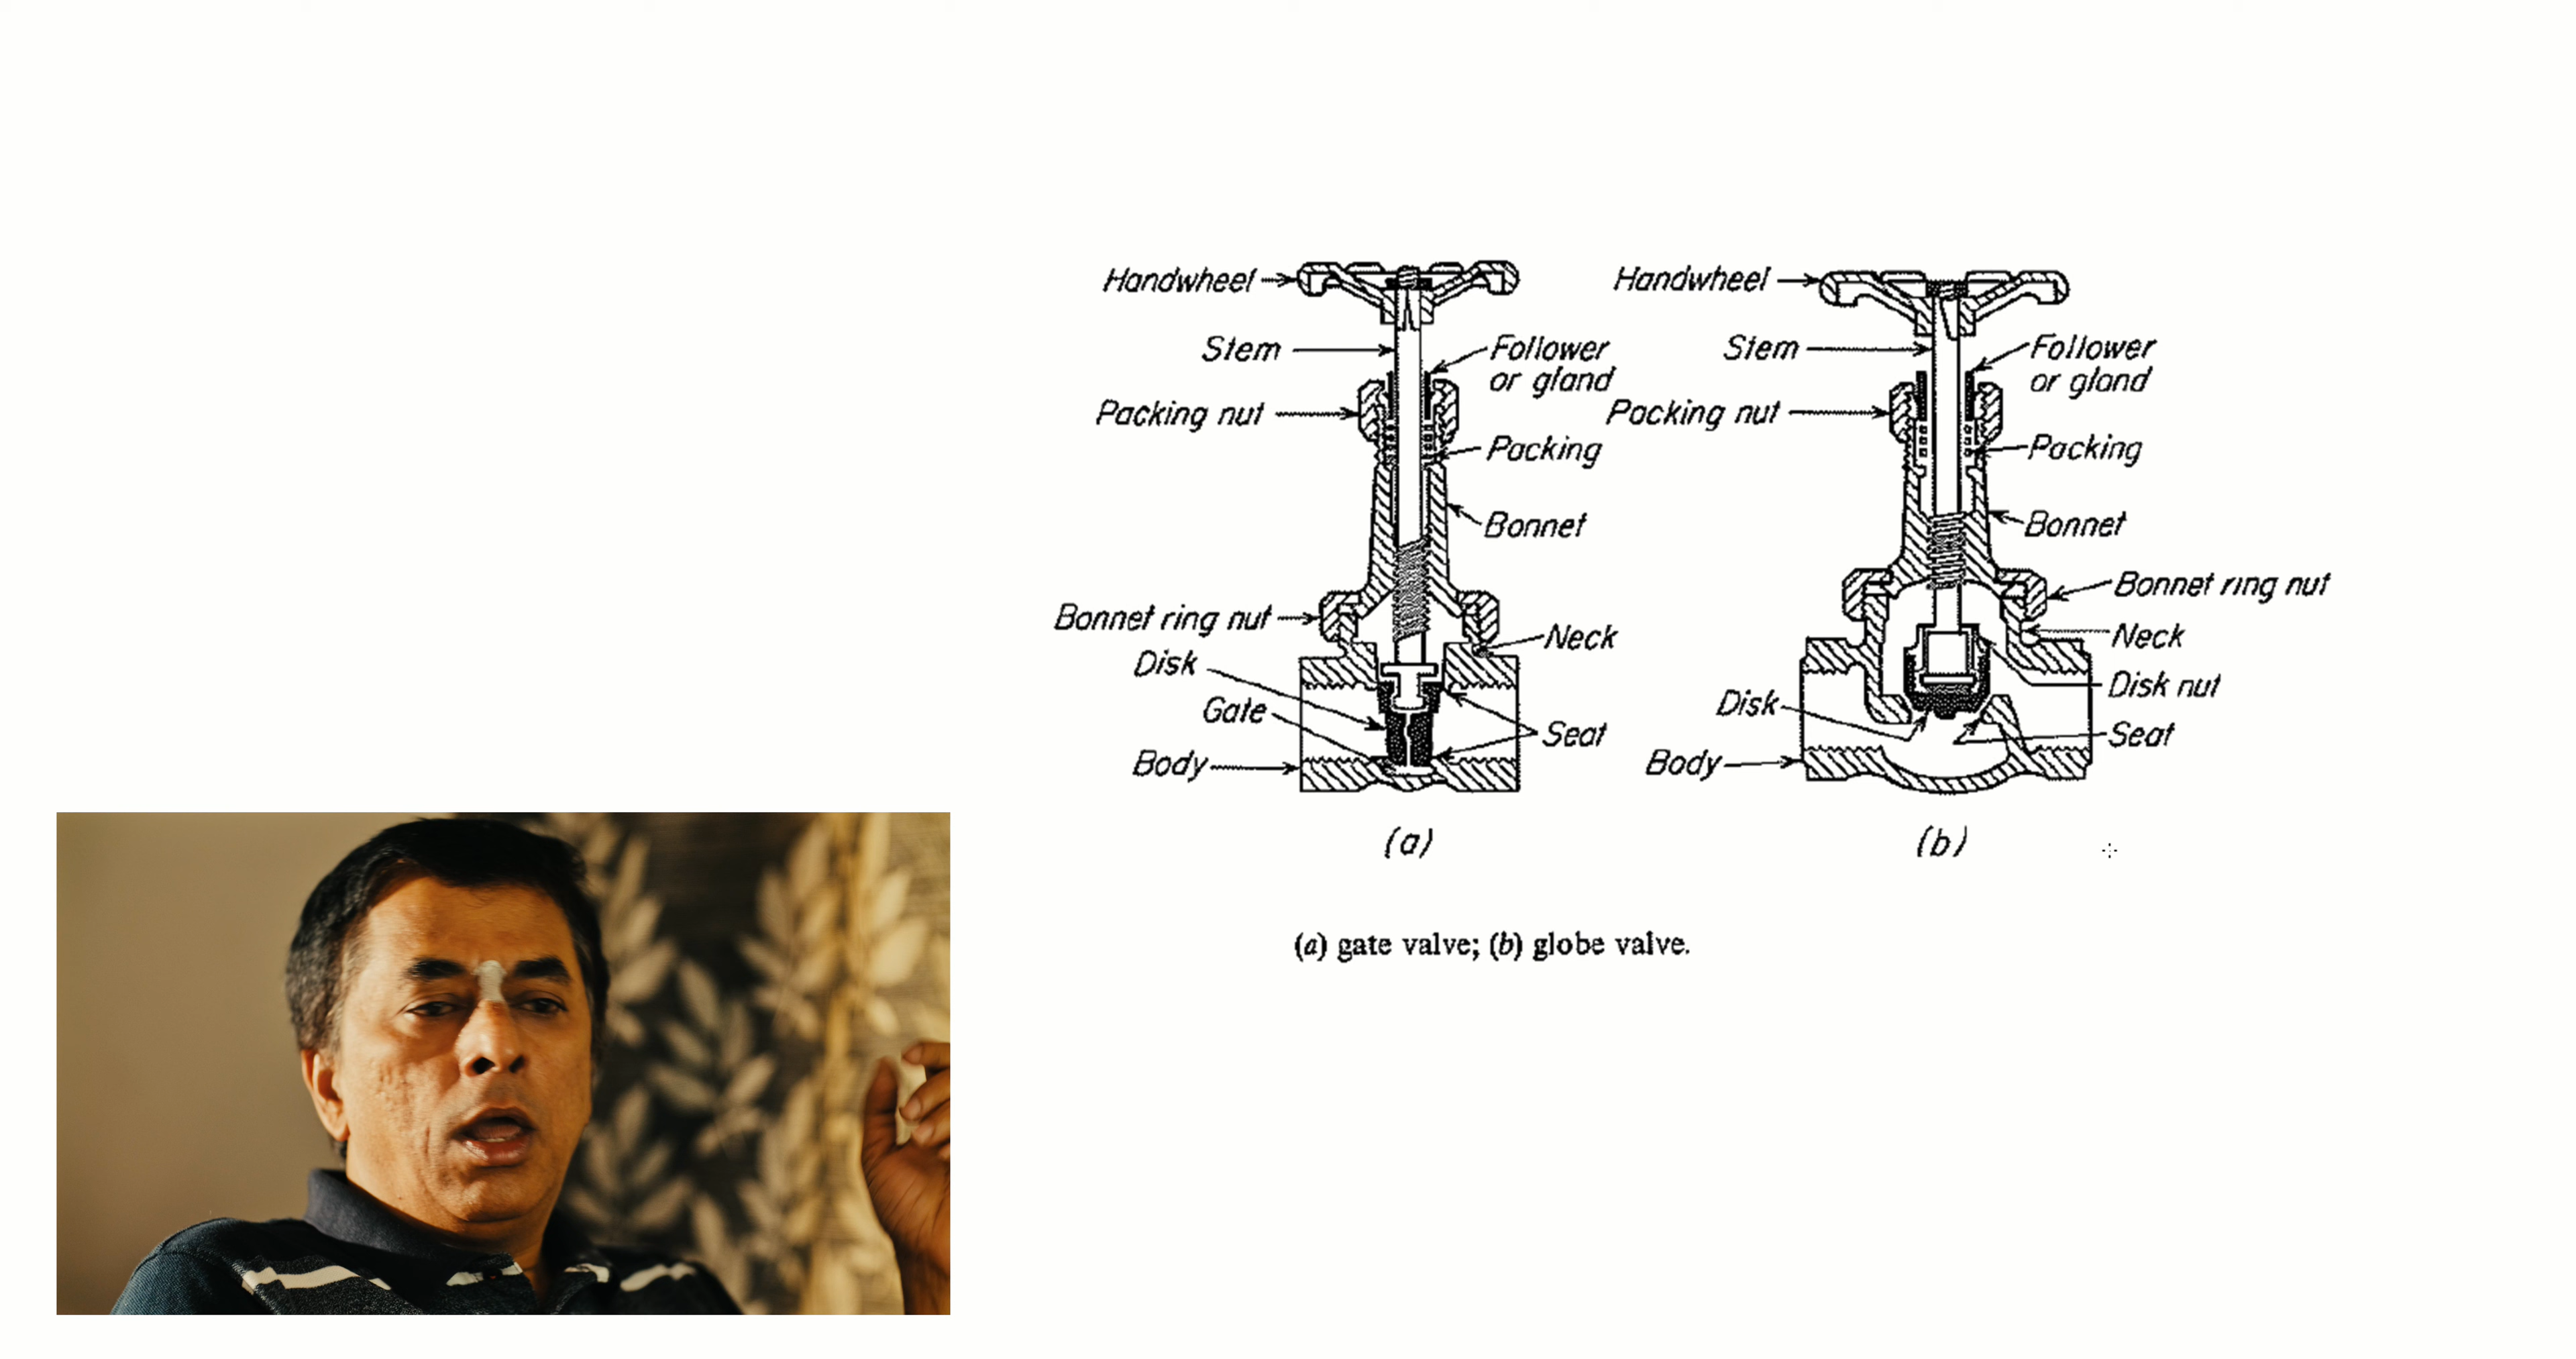 Handwheel
Stem
Follower
or gland
Packing nut
Packing
Bonnet
Bonnet ring nut
Neck
Disk
Gate
Seat
Body
(a)
Handwheel
Stem
Follower
or gland
Packing nut
Packing
Bonnet
Bonnet ring nut
Neck
Disk nut
Disk
Seat
Body
(b)
(a) gate valve; (b) globe valve.